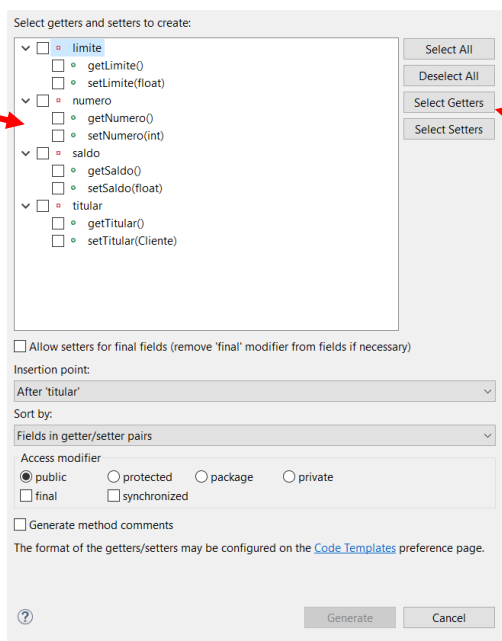 Select getters and setters to create:
limite
getLimite()
setLimite(float)
numero
getNumero()
setNumero(int)
saldo
getSaldo()
setSaldo(float)
titular
getTitular()
setTitular(Cliente)
Select All
Deselect All
Select Getters
Select Setters
Allow setters for final fields (remove 'final' modifier from fields if necessary)
Insertion point:
After 'titular'
Sort by:
Fields in getter/setter pairs
Access modifier
public protected package private
final synchronized
Generate method comments
The format of the getters/setters may be configured on the Code Templates preference page.
? Generate Cancel